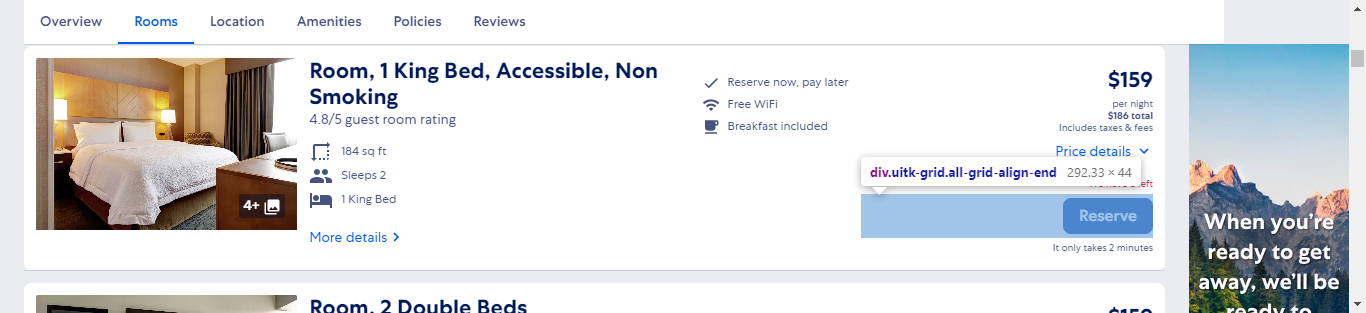 Overview Rooms Location Amenities Policies Reviews
Room, 1 King Bed, Accessible, Non
Smoking
4.8/5 guest room rating
184 sq ft
Sleeps 2
1 King Bed
More details
4+
Reserve now, pay later
Free WiFi
Breakfast included
$159
per night
$186 total
Includes taxes & fees
Price details
div.uitk-grid.all-grid-align-end 292.33 × 44
Reserve
It only takes 2 minutes
When you're
ready to get
away, we'll be
ready to
Room, 2 Double Beds
$159